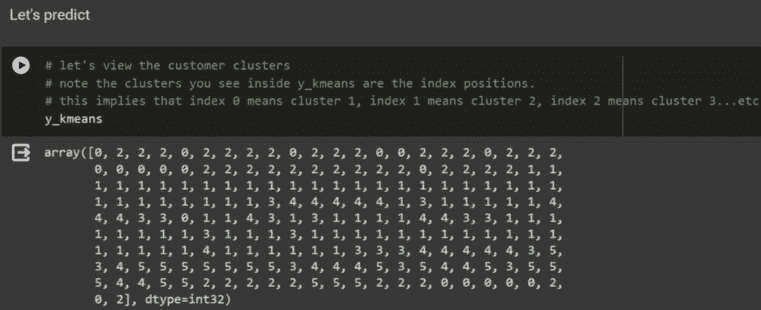 Let's predict
# let's view the customer clusters
# note the clusters you see inside y_kmeans are the index positions.
# this implies that index 0 means cluster 1, index 1 means cluster 2, index 2 means cluster 3...etc
y_kmeans
array([0, 2, 2, 2, 0, 2, 2, 2, 2, 0, 2, 2, 2, 0, 0, 2, 2, 2, 0, 2, 2, 2,
0, 0, 0, 0, 0, 2, 2, 2, 2, 2, 2, 2, 2, 2, 2, 0, 2, 2, 2, 2, 1, 1,
1, 1, 1, 1, 1, 1, 1, 1, 1, 1, 1, 1, 1, 1, 1, 1, 1, 1, 1, 1, 1, 1,
1, 1, 1, 1, 1, 1, 1, 1, 3, 4, 4, 4, 4, 4, 1, 3, 1, 1, 1, 1, 1, 4,
4, 4, 3, 3, 0, 1, 1, 4, 3, 1, 3, 1, 1, 1, 1, 4, 4, 3, 3, 1, 1, 1,
1, 1, 1, 1, 1, 3, 1, 1, 1, 3, 1, 1, 1, 1, 1, 1, 1, 1, 1, 1, 1, 1,
1, 1, 1, 1, 1, 4, 1, 1, 1, 1, 1, 1, 3, 3, 3, 4, 4, 4, 4, 4, 3, 5,
3, 4, 5, 5, 5, 5, 5, 5, 5, 3, 4, 4, 4, 5, 3, 5, 4, 4, 5, 3, 5, 5,
5, 4, 4, 5, 5, 2, 2, 2, 2, 2, 5, 5, 5, 2, 2, 2, 0, 0, 0, 0, 0, 2,
0, 2], dtype=int32)